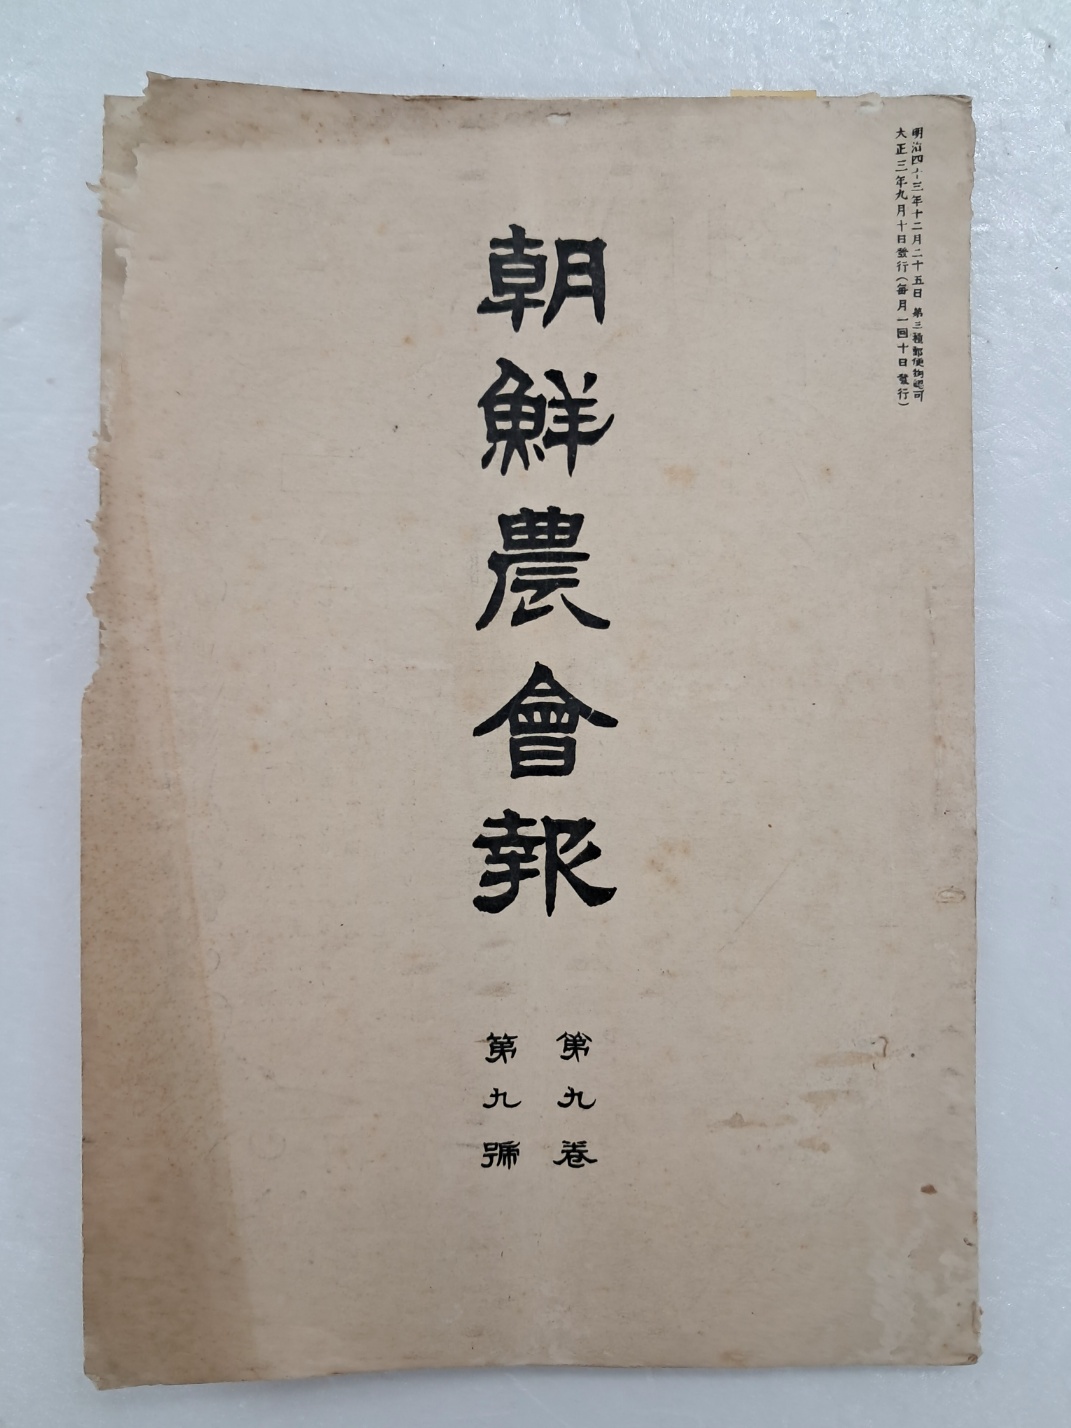 明治四十三年十二月二十五日 第三種郵便物認可
大正三年九月十日發行(每月一回十日發行)
朝鮮農會報
第九卷
第九號